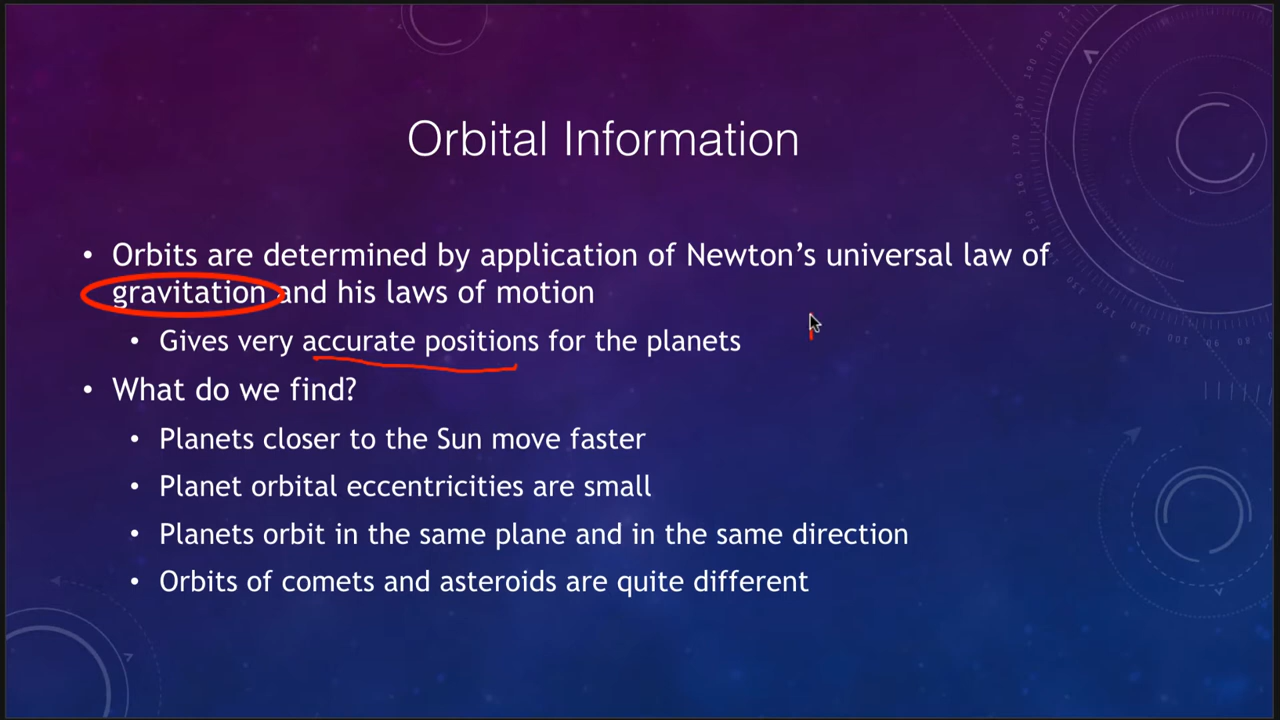 Orbital Information
• Orbits are determined by application of Newton’s universal law of
gravitation and his laws of motion
• Gives very accurate positions for the planets
• What do we find?
• Planets closer to the Sun move faster
• Planet orbital eccentricities are small
• Planets orbit in the same plane and in the same direction
• Orbits of comets and asteroids are quite different